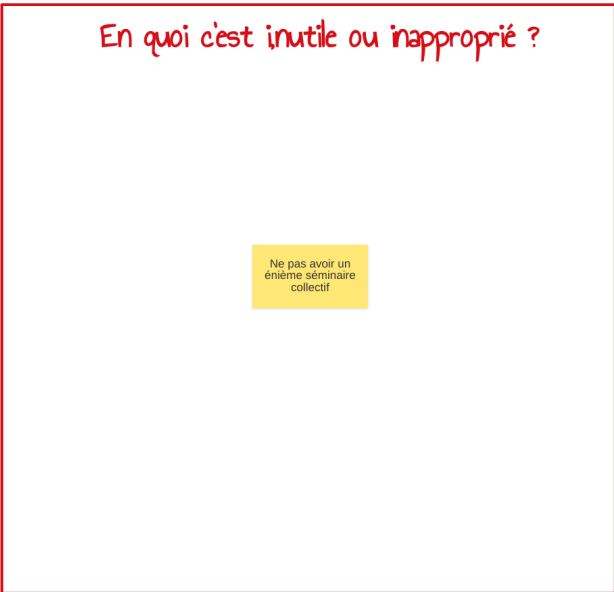 En quoi c'est inutile ou inapproprié ?
Ne pas avoir un
énième séminaire
collectif